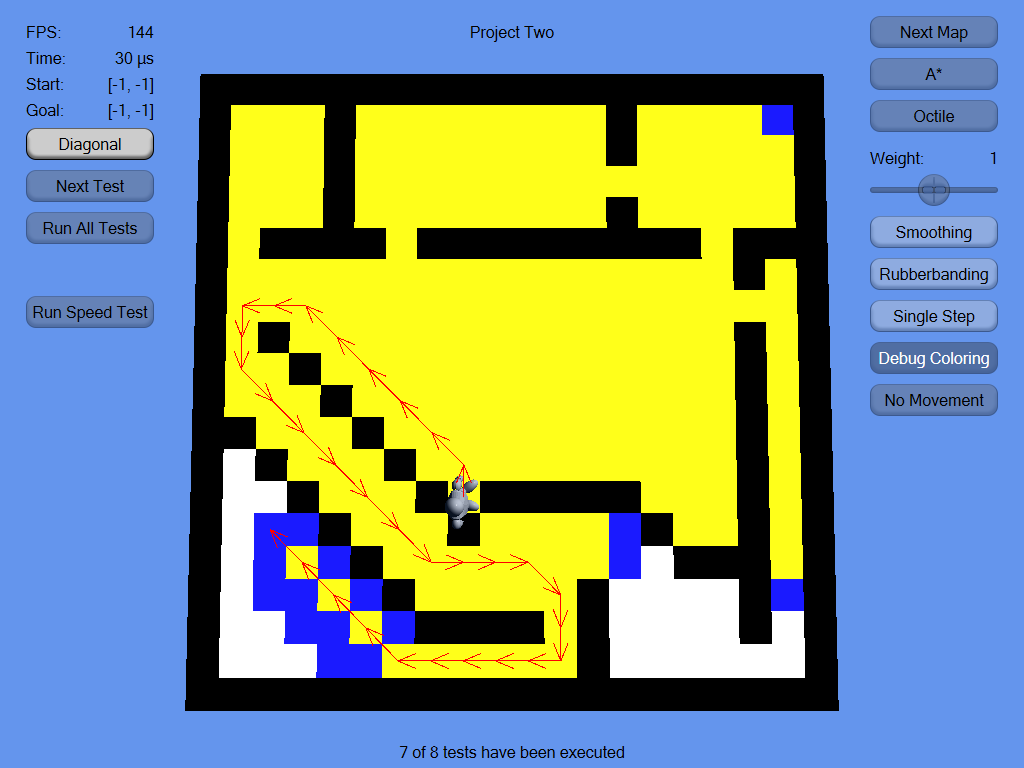 Project Two
FPS: 144
Time: 30 µs
Start: [-1, -1]
Goal: [-1, -1]
Diagonal
Next Test
Run All Tests
Run Speed Test
Next Map
A*
Octile
Weight: 1
Smoothing
Rubberbanding
Single Step
Debug Coloring
No Movement
7 of 8 tests have been executed